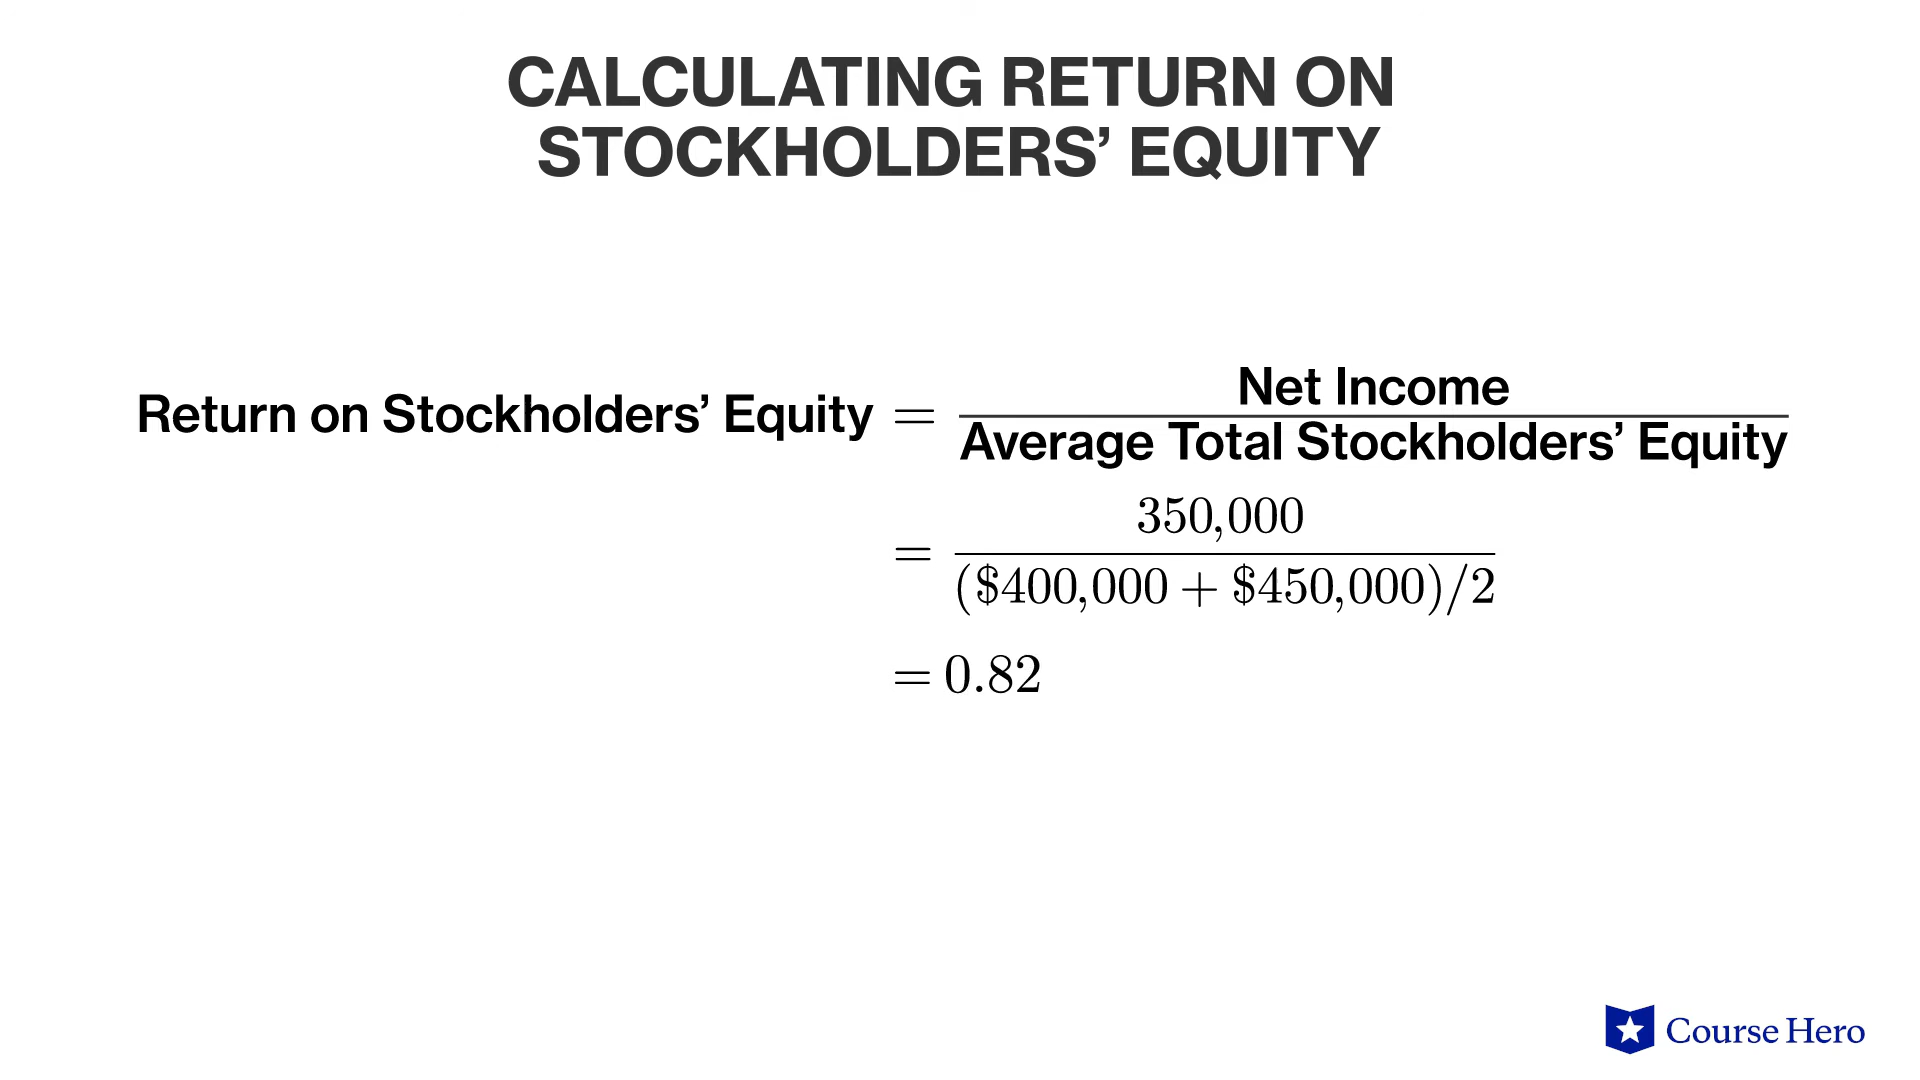 CALCULATING RETURN ON
STOCKHOLDERS’ EQUITY
Return on Stockholders’ Equity = Net Income / Average Total Stockholders’ Equity
= 350,000 / ($400,000 + $450,000)/2
= 0.82
Course Hero